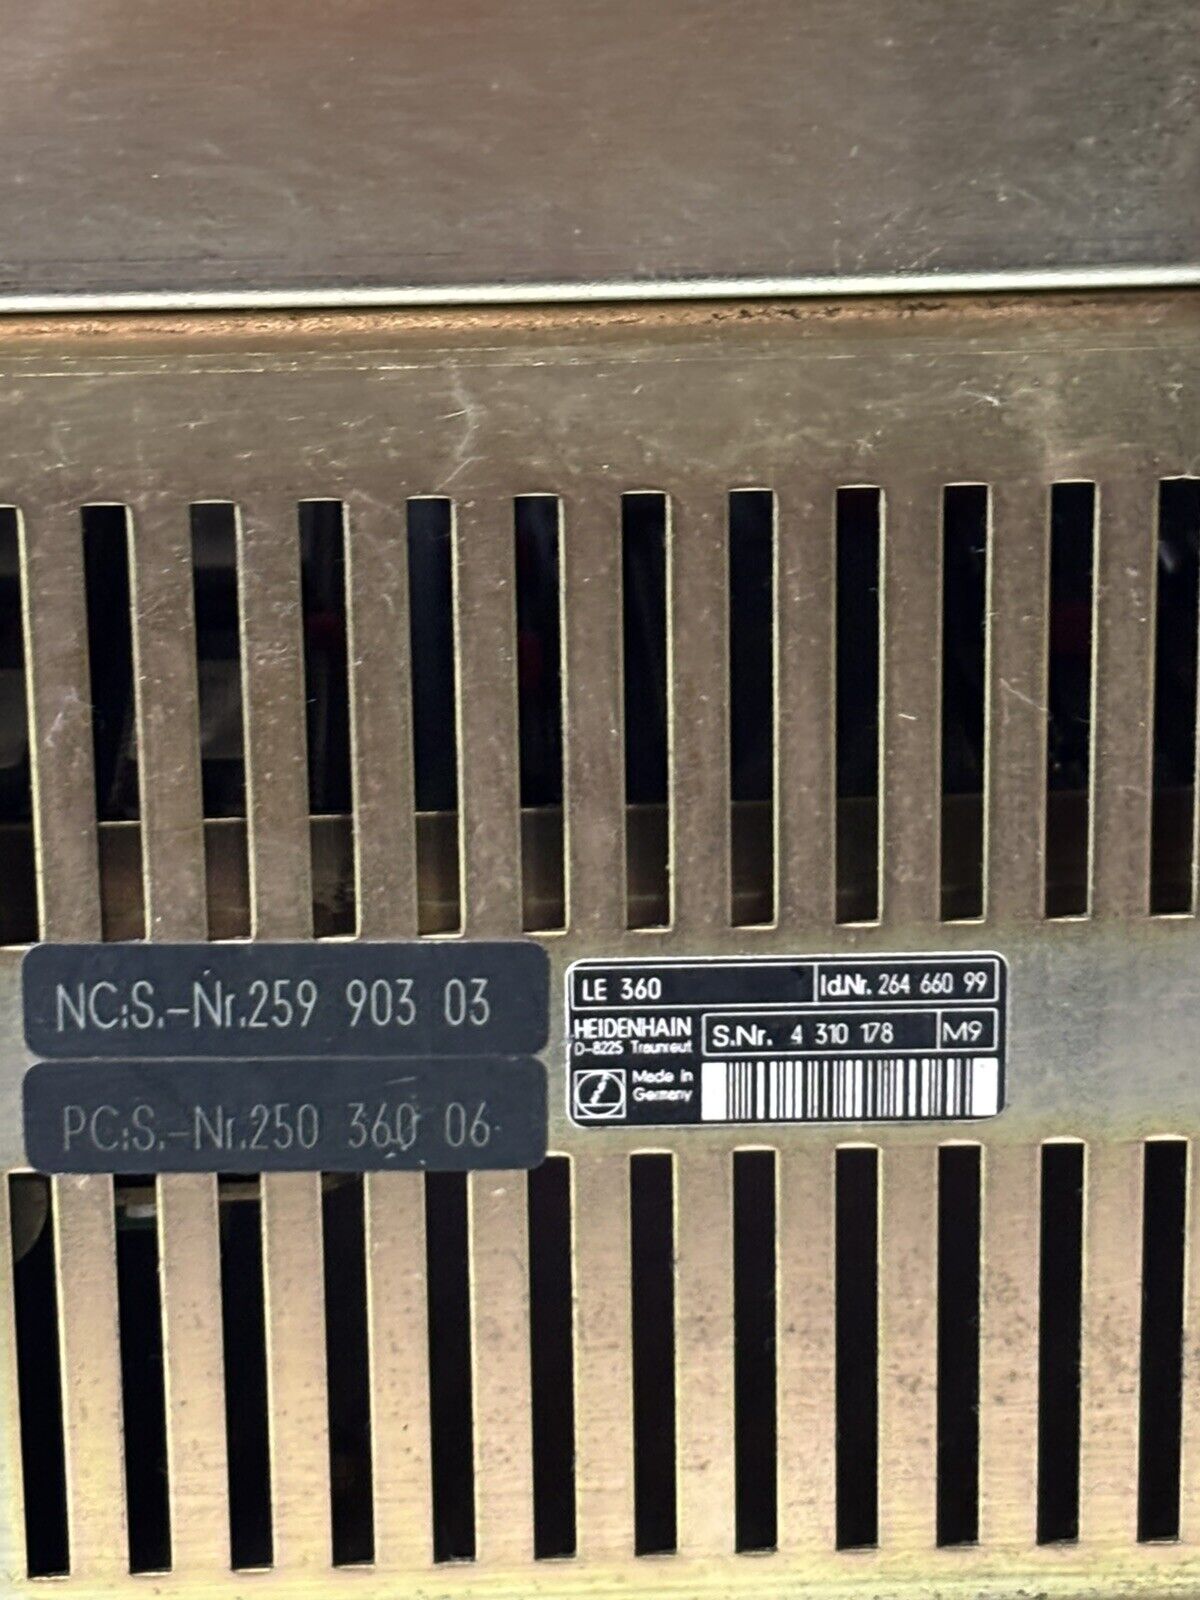 NC:S.-Nr.259 903 03
PC:S.-Nr.250 360 06
LE 360
Id.Nr. 264 660 99
HEIDENHAIN
D-8225 Traunreut
S.Nr. 4 310 178
M9
Made in
Germany